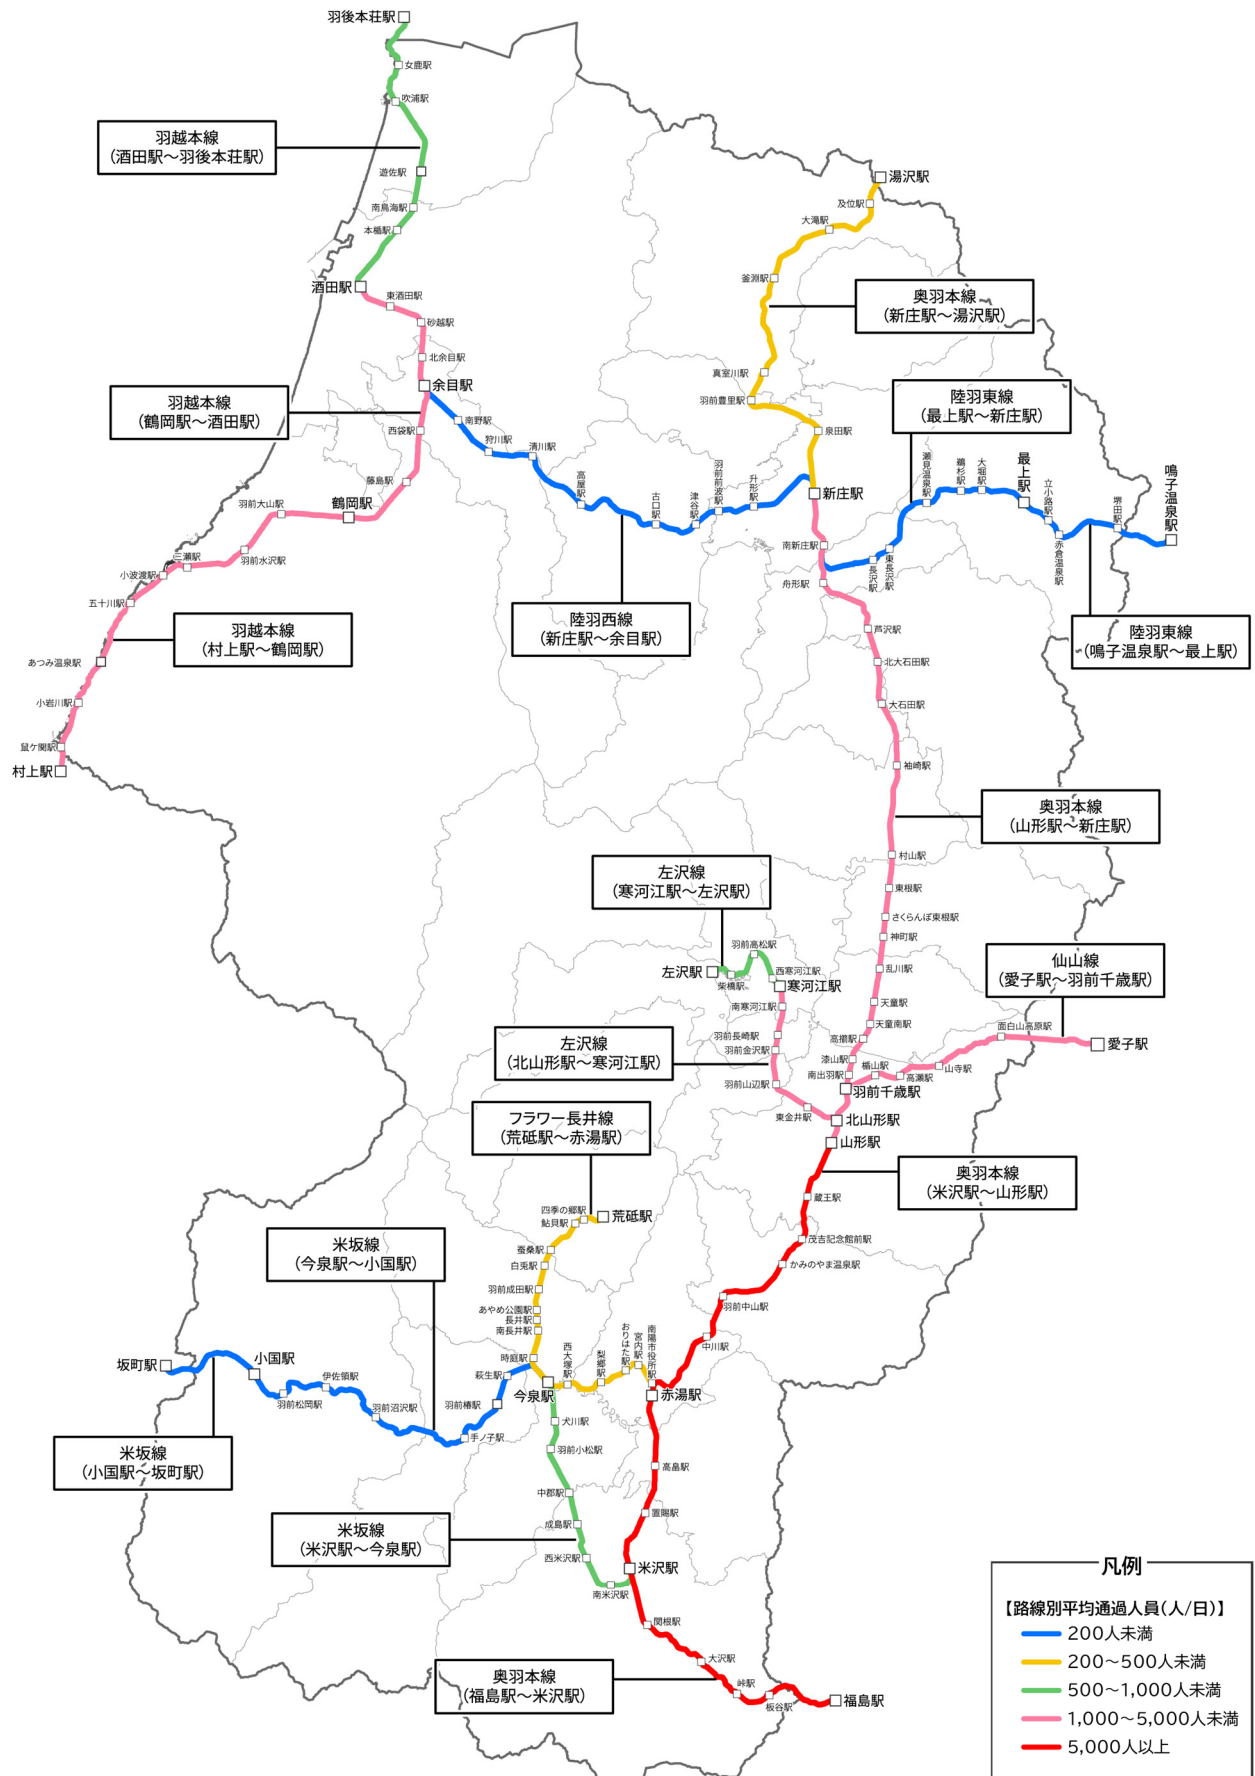 羽後本荘駅
女鹿駅
吹浦駅
羽越本線
(酒田駅～羽後本荘駅)
遊佐駅
南鳥海駅
本楯駅
酒田駅
東酒田駅
砂越駅
北余目駅
余目駅
羽越本線
(鶴岡駅～酒田駅)
西袋駅
藤島駅
鶴岡駅
羽前大山駅
羽前水沢駅
三瀬駅
小波渡駅
五十川駅
羽越本線
(村上駅～鶴岡駅)
あつみ温泉駅
小岩川駅
鼠ケ関駅
村上駅
南野駅
狩川駅
清川駅
高屋駅
古口駅
津谷駅
羽前前波駅
升形駅
陸羽西線
(新庄駅～余目駅)
湯沢駅
及位駅
大滝駅
釜淵駅
奥羽本線
(新庄駅～湯沢駅)
真室川駅
羽前豊里駅
泉田駅
新庄駅
陸羽東線
(最上駅～新庄駅)
瀬見温泉駅
鵜杉駅
大堀駅
最上駅
立小路駅
赤倉温泉駅
堺田駅
鳴子温泉駅
東長沢駅
長沢駅
陸羽東線
(鳴子温泉駅～最上駅)
南新庄駅
舟形駅
芦沢駅
北大石田駅
大石田駅
袖崎駅
奥羽本線
(山形駅～新庄駅)
村山駅
東根駅
さくらんぼ東根駅
神町駅
乱川駅
天童駅
天童南駅
高擶駅
漆山駅
南出羽駅
左沢線
(寒河江駅～左沢駅)
羽前高松駅
左沢駅
柴橋駅
西寒河江駅
寒河江駅
南寒河江駅
羽前長崎駅
羽前金沢駅
羽前山辺駅
東金井駅
左沢線
(北山形駅～寒河江駅)
仙山線
(愛子駅～羽前千歳駅)
面白山高原駅
愛子駅
山寺駅
高瀬駅
楯山駅
羽前千歳駅
北山形駅
山形駅
奥羽本線
(米沢駅～山形駅)
蔵王駅
茂吉記念館前駅
かみのやま温泉駅
羽前中山駅
中川駅
フラワー長井線
(荒砥駅～赤湯駅)
四季の郷駅
荒砥駅
鮎貝駅
蚕桑駅
白兎駅
羽前成田駅
あやめ公園駅
長井駅
南長井駅
時庭駅
今泉駅
西大塚駅
梨郷駅
おりはた駅
宮内駅
南陽市役所駅
赤湯駅
米坂線
(今泉駅～小国駅)
萩生駅
羽前椿駅
手ノ子駅
羽前沼沢駅
伊佐領駅
羽前松岡駅
小国駅
坂町駅
米坂線
(小国駅～坂町駅)
犬川駅
羽前小松駅
中郡駅
成島駅
西米沢駅
南米沢駅
米坂線
(米沢駅～今泉駅)
高畠駅
置賜駅
米沢駅
関根駅
大沢駅
峠駅
板谷駅
福島駅
奥羽本線
(福島駅～米沢駅)
凡例
【路線別平均通過人員(人/日)】
200人未満
200～500人未満
500～1,000人未満
1,000～5,000人未満
5,000人以上